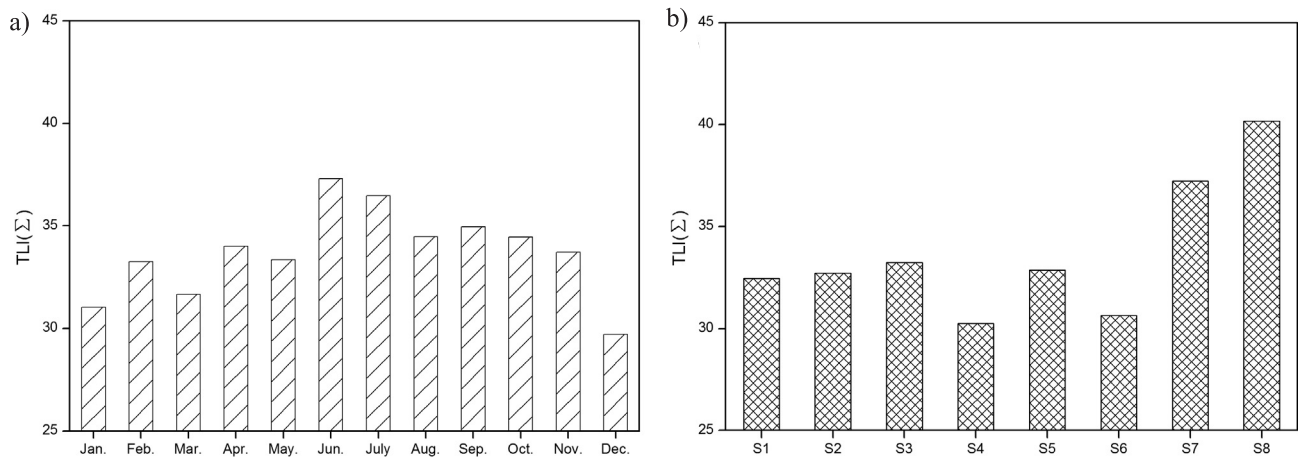 a)
45
40
35
30
25
TLI(∑)
Jan. Feb. Mar. Apr. May. Jun. July Aug. Sep. Oct. Nov. Dec.
b)
45
40
35
30
25
TLI(∑)
S1 S2 S3 S4 S5 S6 S7 S8